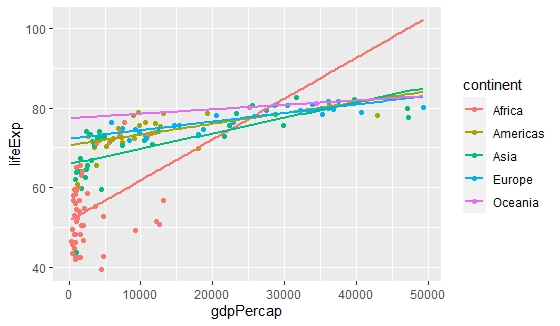 100
80
60
40
lifeExp
0
10000
20000
30000
40000
50000
gdpPercap
continent
Africa
Americas
Asia
Europe
Oceania